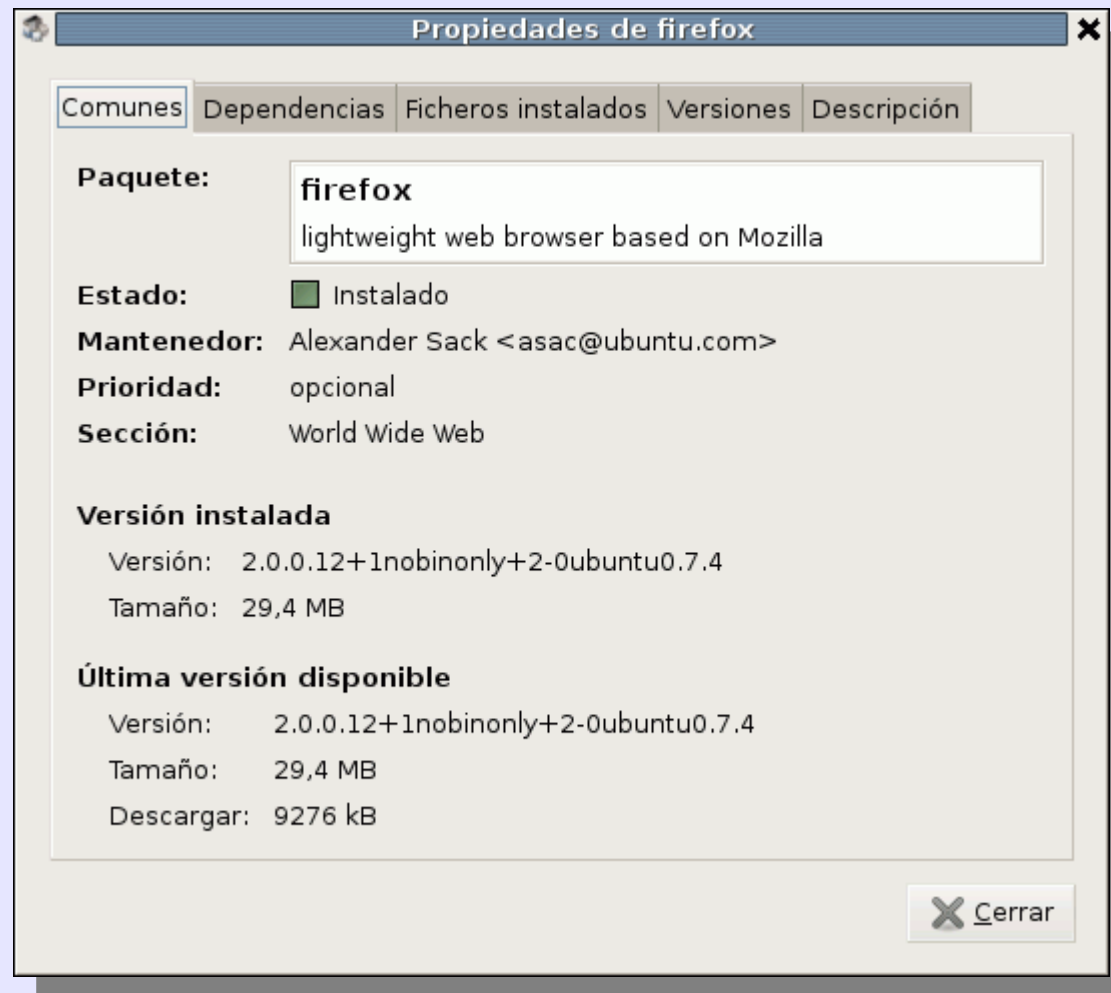 Propiedades de firefox
Comunes Dependencias Ficheros instalados Versiones Descripción
Paquete: firefox
lightweight web browser based on Mozilla
Estado: Instalado
Mantenedor: Alexander Sack <asac@ubuntu.com>
Prioridad: opcional
Sección: World Wide Web
Versión instalada
Versión: 2.0.0.12+1nobinonly+2-0ubuntu0.7.4
Tamaño: 29,4 MB
Última versión disponible
Versión: 2.0.0.12+1nobinonly+2-0ubuntu0.7.4
Tamaño: 29,4 MB
Descargar: 9276 kB
Cerrar